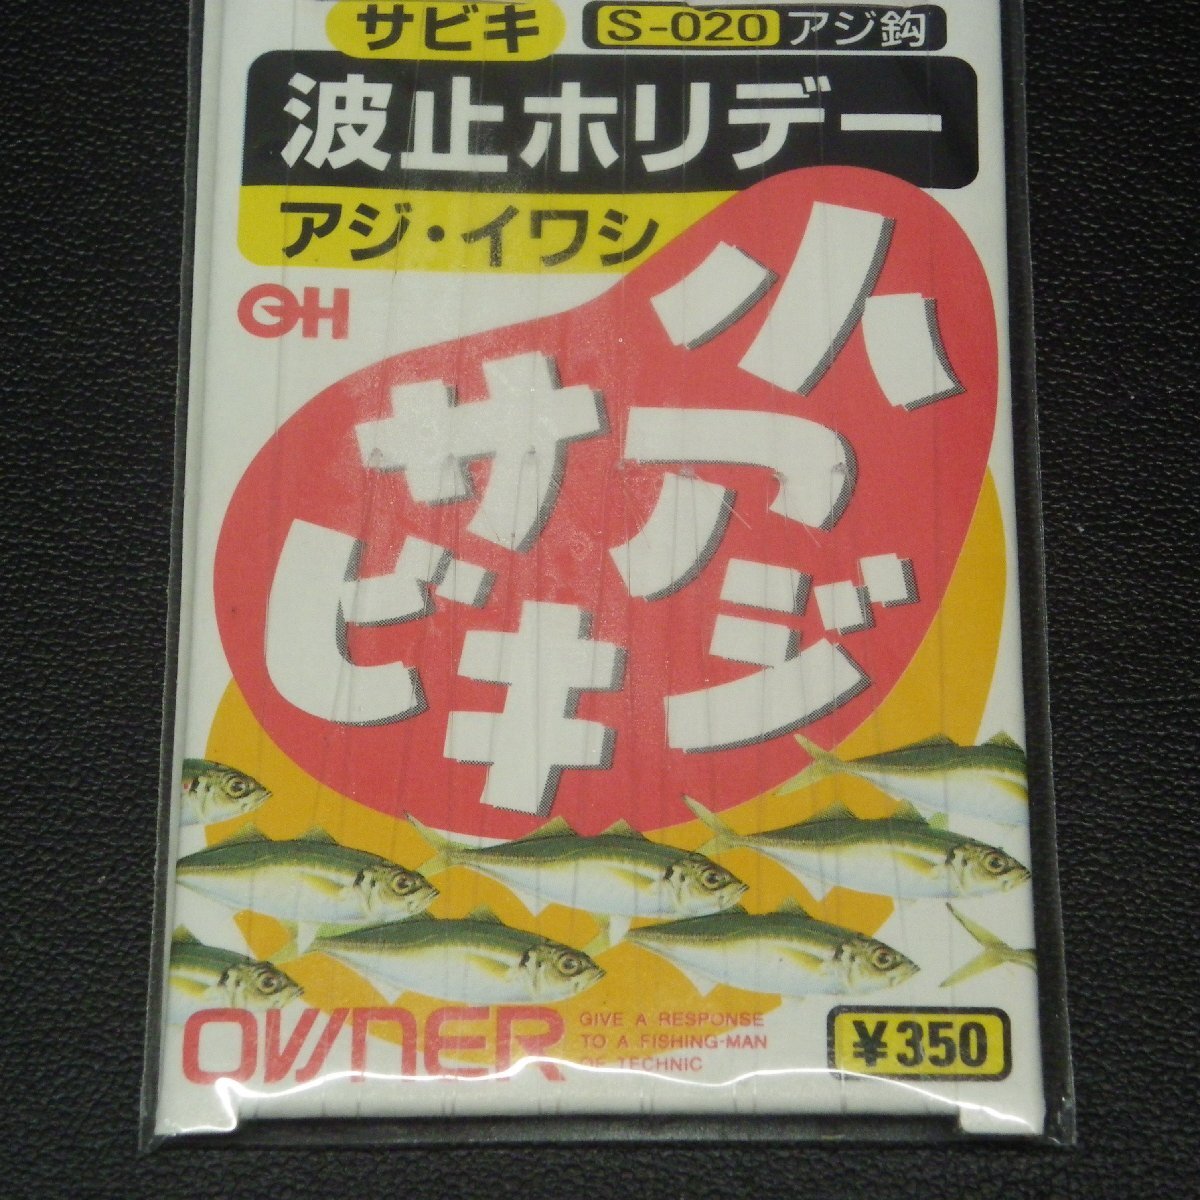 サビキ S-020 アジ鈎
波止ホリデー
アジ・イワシ
OH
小アジ
サビキ
OWNER
GIVE A RESPONSE
TO A FISHING-MAN
OF TECHNIC
¥350